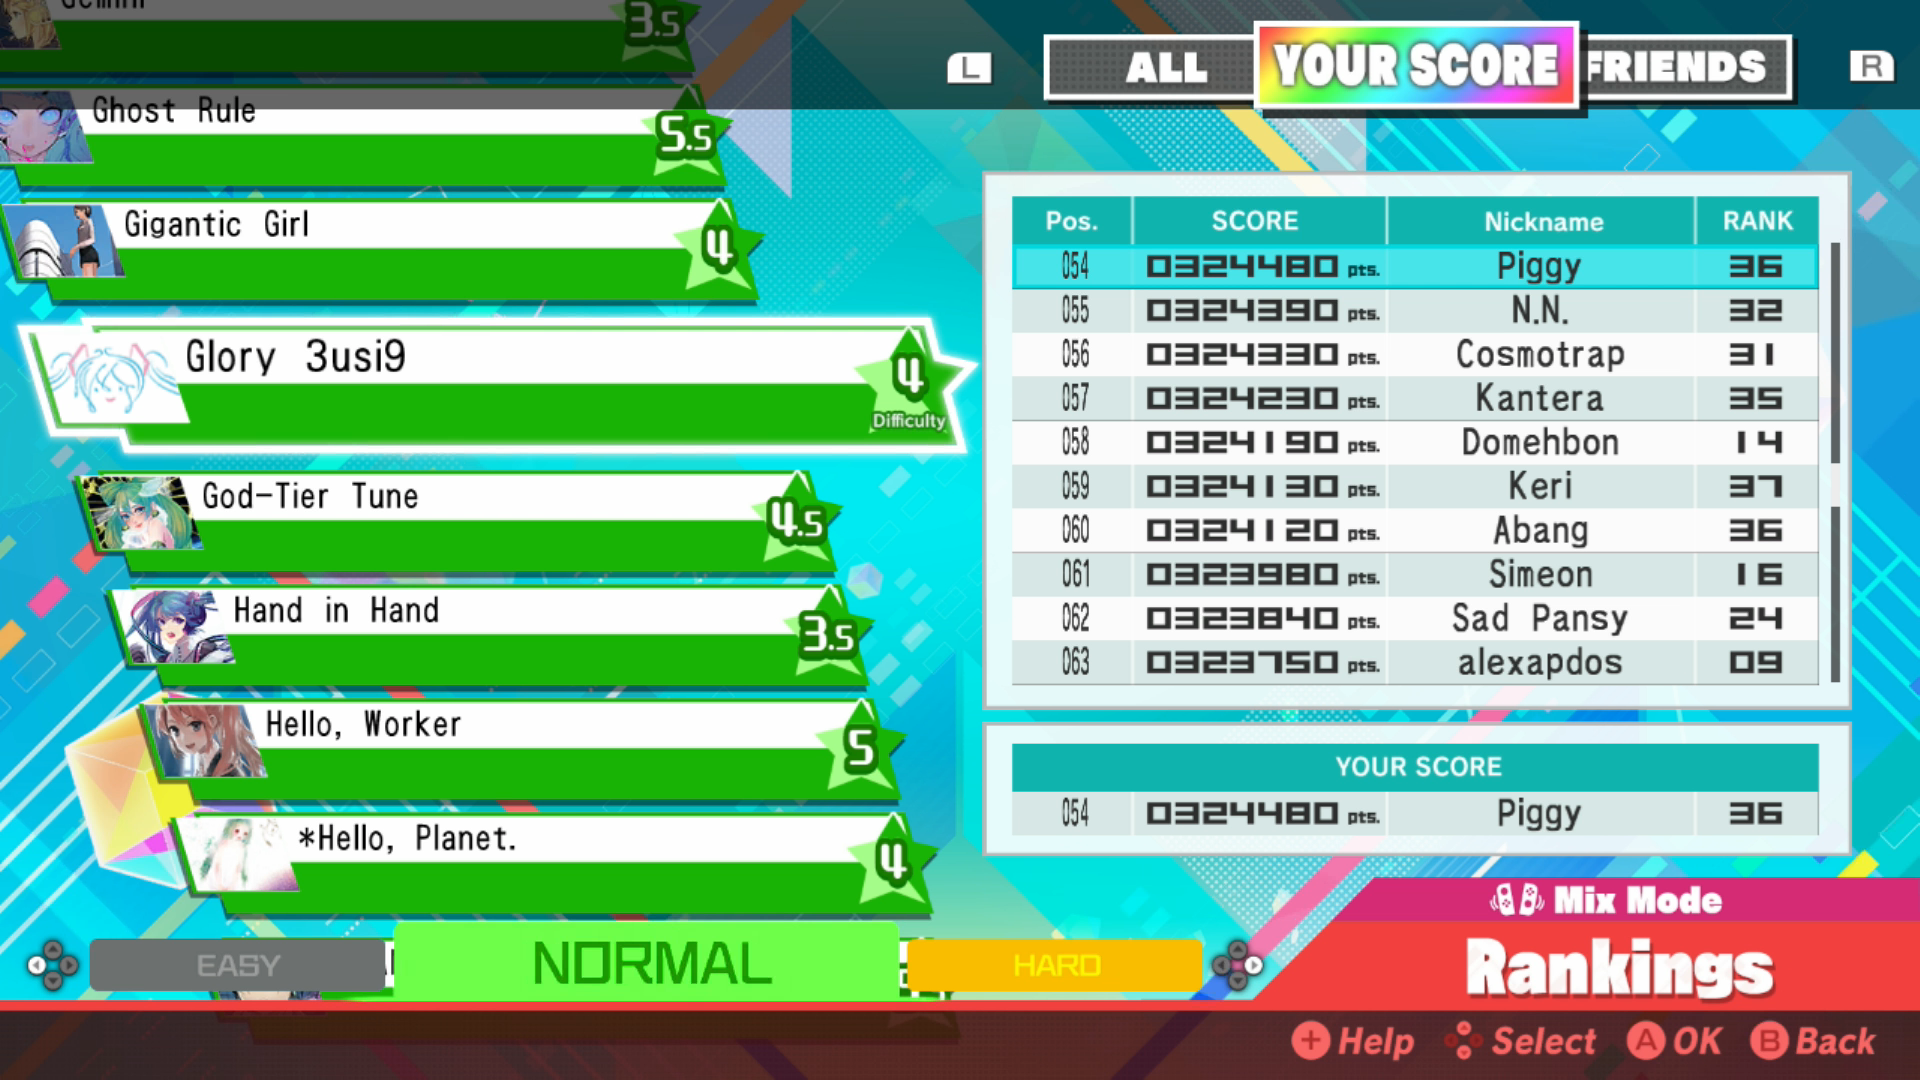 Gemini
3.5
L
ALL
YOUR SCORE
FRIENDS
R
Ghost Rule
5.5
Gigantic Girl
4
Glory 3usi9
4
Difficulty
God-Tier Tune
4.5
Hand in Hand
3.5
Hello, Worker
5
*Hello, Planet.
4
Pos. SCORE Nickname RANK
054 0324480 pts. Piggy 36
055 0324390 pts. N.N. 32
056 0324330 pts. Cosmotrap 31
057 0324230 pts. Kantera 35
058 0324190 pts. Domehbon 14
059 0324130 pts. Keri 37
060 0324120 pts. Abang 36
061 0323980 pts. Simeon 16
062 0323840 pts. Sad Pansy 24
063 0323750 pts. alexapdos 09
YOUR SCORE
054 0324480 pts. Piggy 36
Mix Mode
Rankings
EASY
NORMAL
HARD
+ Help
Select
A OK
B Back